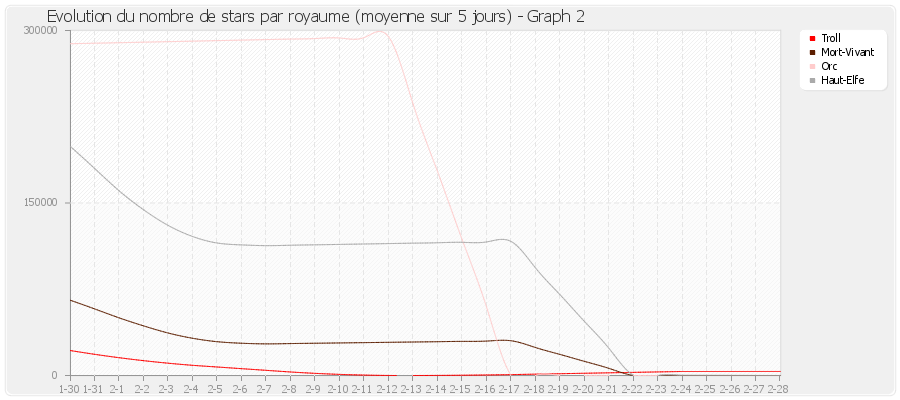 Evolution du nombre de stars par royaume (moyenne sur 5 jours) - Graph 2
300000
150000
0
Troll
Mort-Vivant
Orc
Haut-Elfe
1-30 1-31 2-1 2-2 2-3 2-4 2-5 2-6 2-7 2-8 2-9 2-10 2-11 2-12 2-13 2-14 2-15 2-16 2-17 2-18 2-19 2-20 2-21 2-22 2-23 2-24 2-25 2-26 2-27 2-28